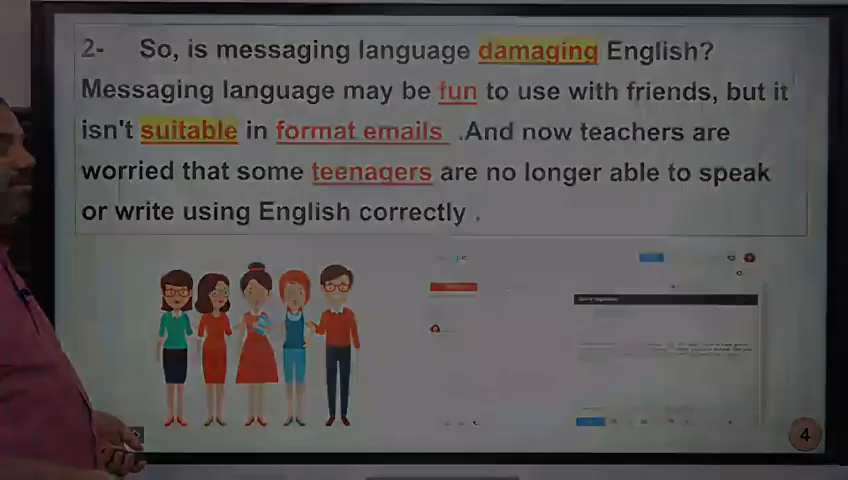 2- So, is messaging language damaging English?
Messaging language may be fun to use with friends, but it
isn't suitable in format emails .And now teachers are
worried that some teenagers are no longer able to speak
or write using English correctly .
4